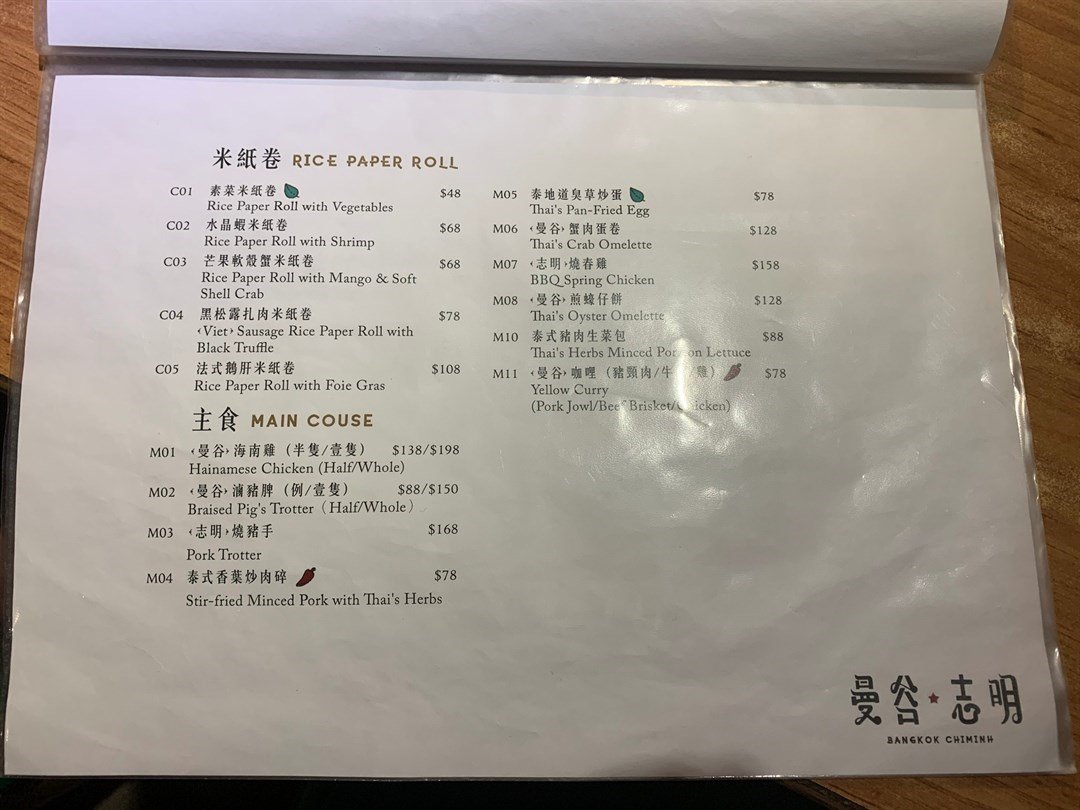 米紙卷 RICE PAPER ROLL
C01 素菜米紙卷 $48
Rice Paper Roll with Vegetables
C02 水晶蝦米紙卷 $68
Rice Paper Roll with Shrimp
C03 芒果軟殼蟹米紙卷 $68
Rice Paper Roll with Mango & Soft
Shell Crab
C04 黑松露扎肉米紙卷 $78
‹Viet› Sausage Rice Paper Roll with
Black Truffle
C05 法式鵝肝米紙卷 $108
Rice Paper Roll with Foie Gras
主食 MAIN COUSE
M01 ‹曼谷›海南雞（半隻/壹隻） $138/$198
Hainamese Chicken (Half/Whole)
M02 ‹曼谷›滷豬脾（例/壹隻） $88/$150
Braised Pig's Trotter（Half/Whole）
M03 ‹志明›燒豬手 $168
Pork Trotter
M04 泰式香葉炒肉碎 $78
Stir-fried Minced Pork with Thai's Herbs
M05 泰地道臭草炒蛋 $78
Thai's Pan-Fried Egg
M06 ‹曼谷›蟹肉蛋卷 $128
Thai's Crab Omelette
M07 ‹志明›燒春雞 $158
BBQ Spring Chicken
M08 ‹曼谷›煎蠔仔餅 $128
Thai's Oyster Omelette
M10 泰式豬肉生菜包 $88
Thai's Herbs Minced Pork on Lettuce
M11 ‹曼谷›咖哩（豬頸肉/牛 雞） $78
Yellow Curry
(Pork Jowl/Beef Brisket/Chicken)
曼谷★志明
BANGKOK CHIMINH